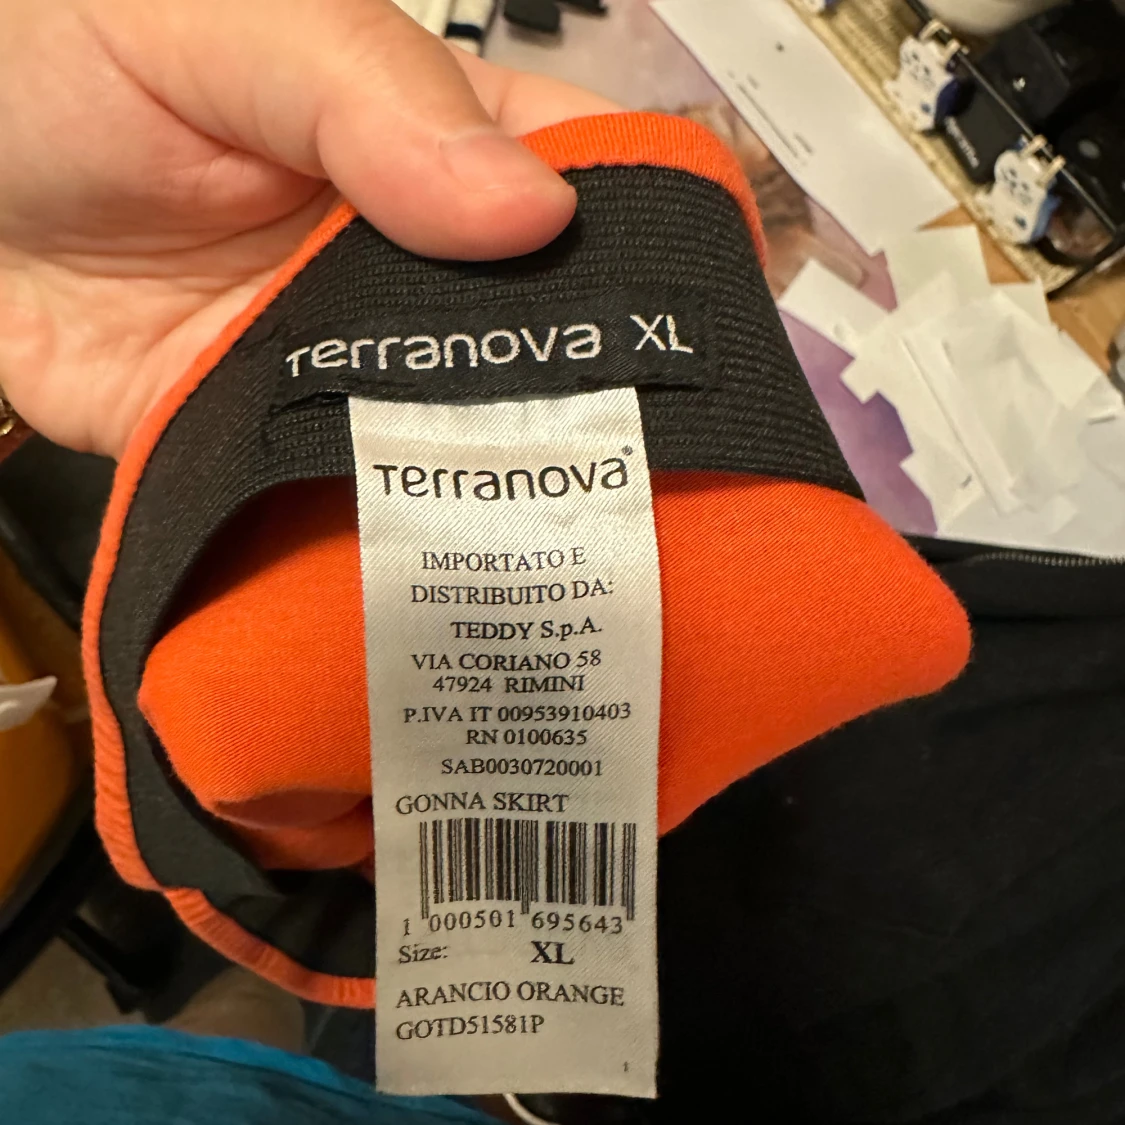 Terranova XL
Terranova®
IMPORTATO E
DISTRIBUITO DA:
TEDDY S.p.A.
VIA CORIANO 58
47924 RIMINI
P.IVA IT 00953910403
RN 0100635
SAB0030720001
GONNA SKIRT
1 000501 695643
Size: XL
ARANCIO ORANGE
GOTD51581P
1